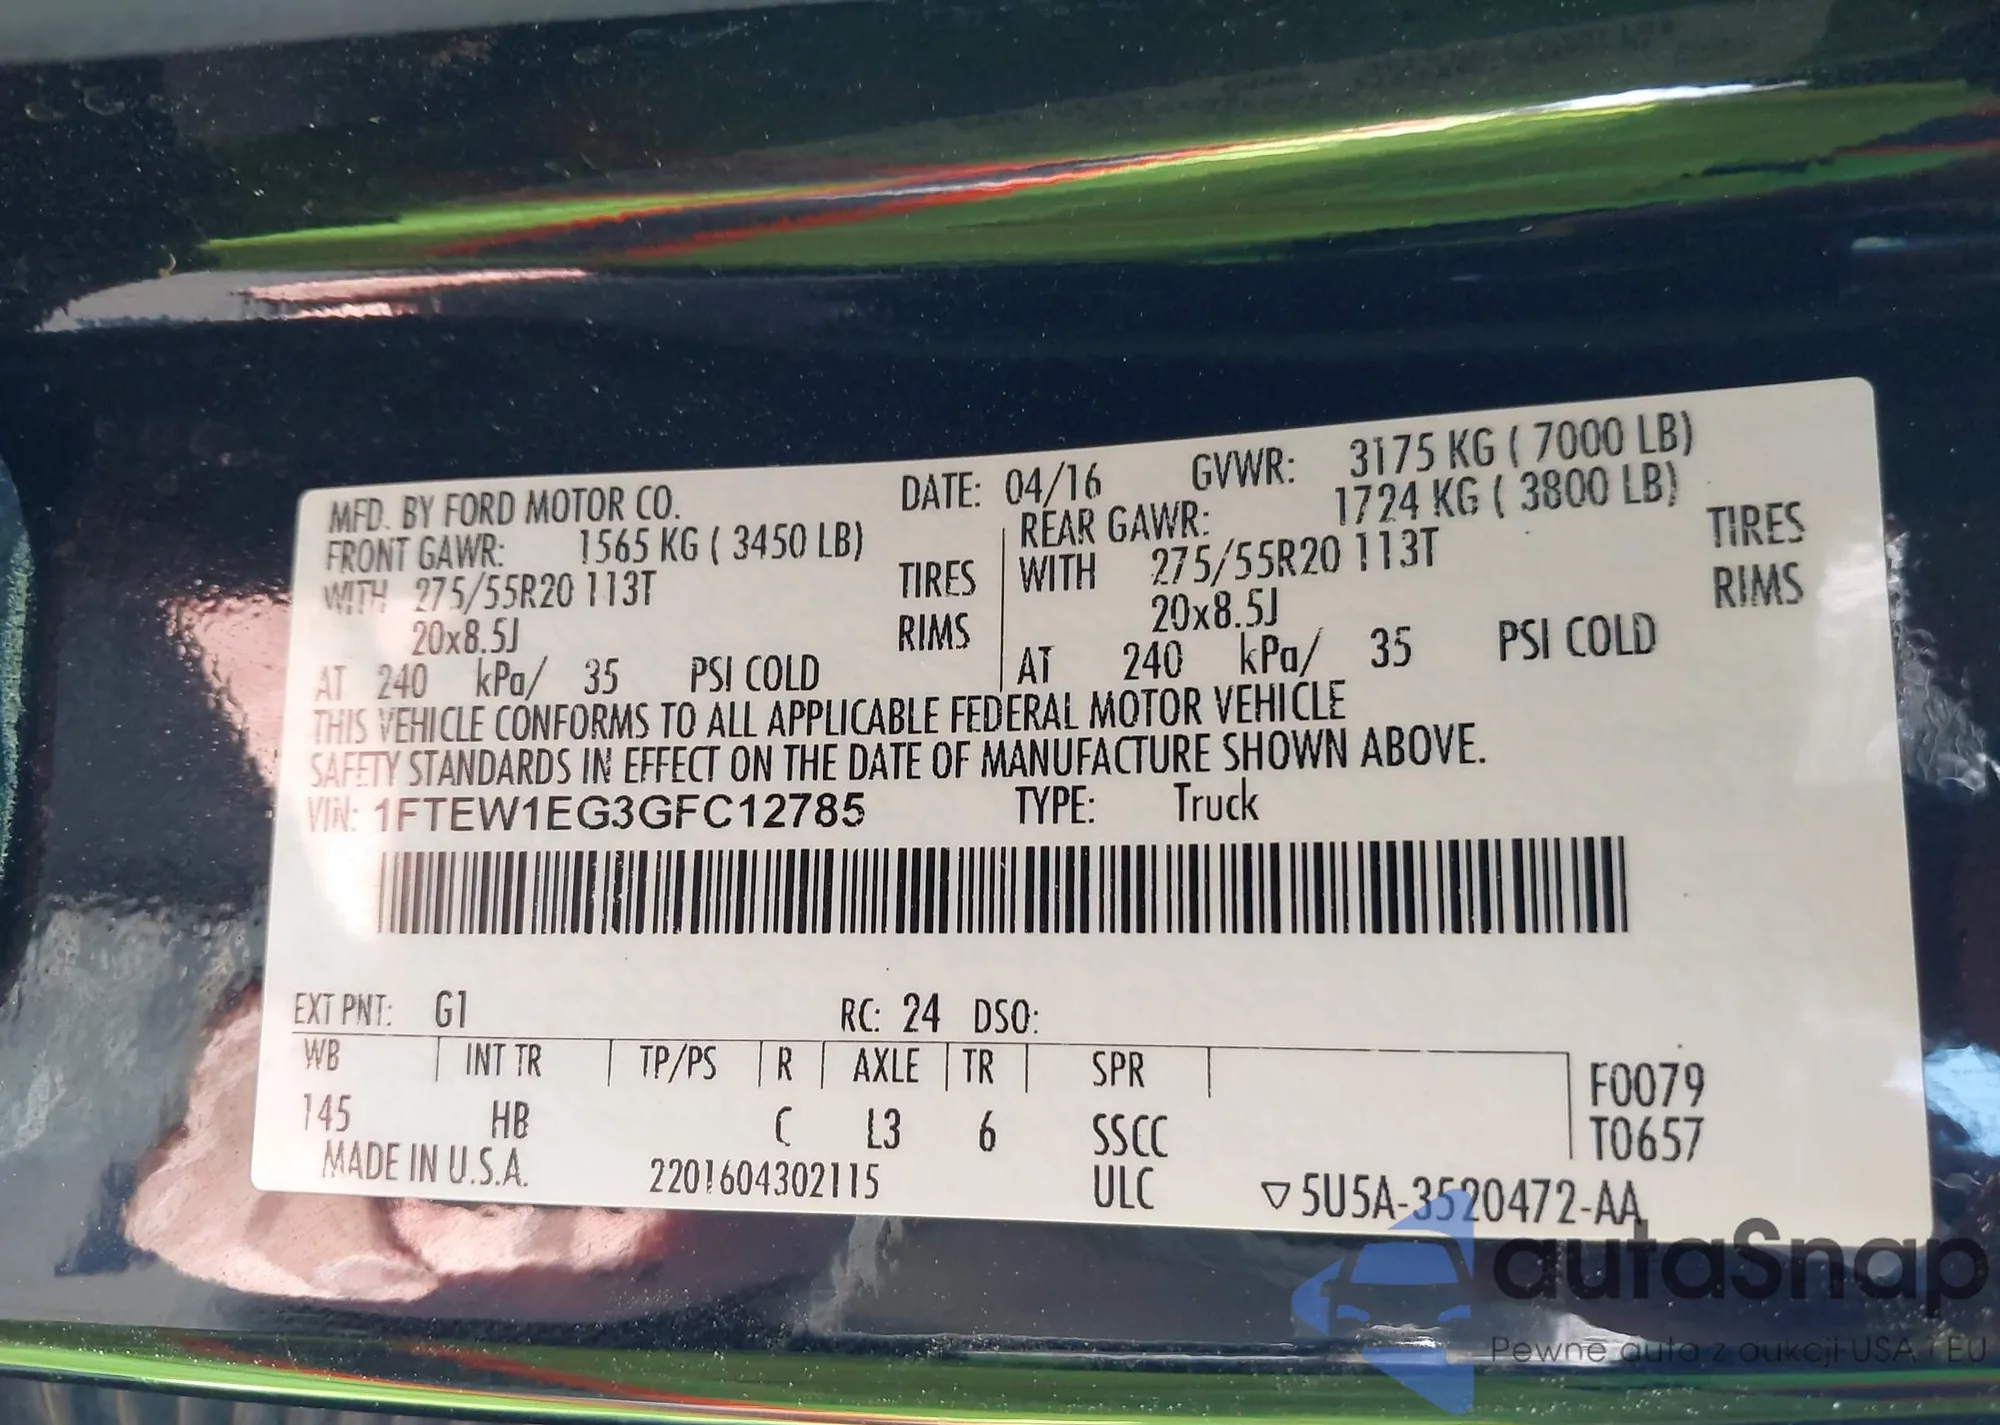 MFD. BY FORD MOTOR CO. DATE: 04/16 GVWR: 3175 KG ( 7000 LB)
FRONT GAWR: 1565 KG ( 3450 LB) REAR GAWR: 1724 KG ( 3800 LB)
WITH 275/55R20 113T TIRES WITH 275/55R20 113T TIRES
20x8.5J RIMS 20x8.5J RIMS
AT 240 kPa/ 35 PSI COLD AT 240 kPa/ 35 PSI COLD
THIS VEHICLE CONFORMS TO ALL APPLICABLE FEDERAL MOTOR VEHICLE
SAFETY STANDARDS IN EFFECT ON THE DATE OF MANUFACTURE SHOWN ABOVE.
VIN: 1FTEW1EG3GFC12785 TYPE: Truck
EXT PNT: G1 RC: 24 DSO:
WB INT TR TP/PS R AXLE TR SPR F0079
145 HB C L3 6 SSCC T0657
MADE IN U.S.A. 2201604302115 ULC ▽5U5A-3520472-AA
autaSnap
Pewne auta z aukcji USA i EU